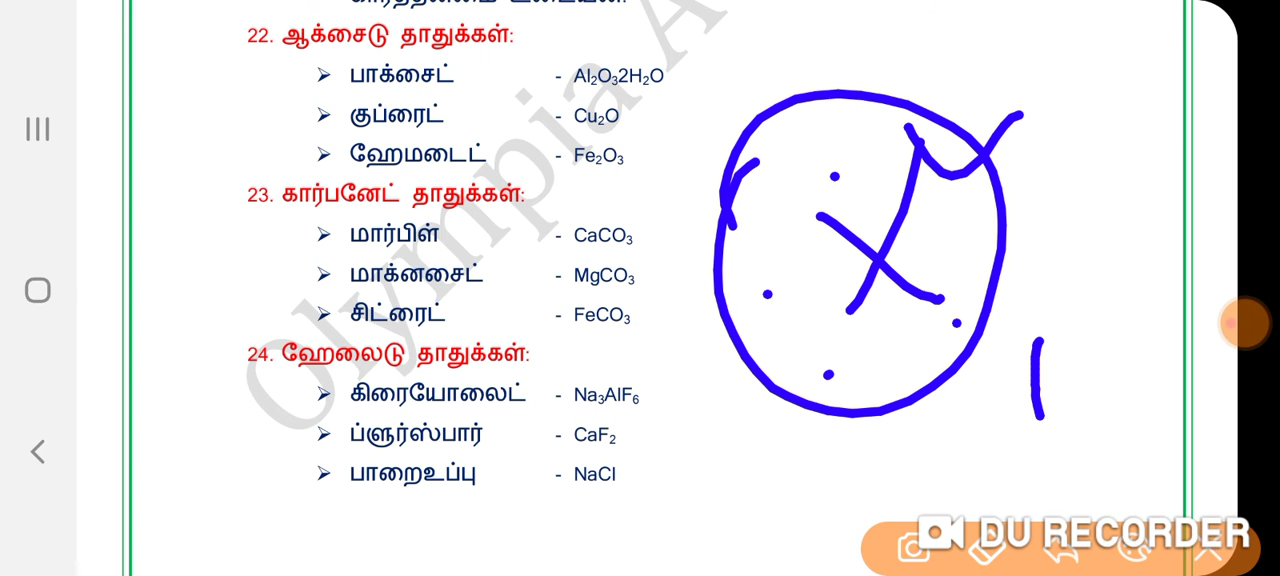 22. ஆக்சைடு தாதுக்கள்:
➢ பாக்சைட் - Al₂O₃2H₂O
➢ குப்ரைட் - Cu₂O
➢ ஹேமடைட் - Fe₂O₃
23. கார்பனேட் தாதுக்கள்:
➢ மார்பிள் - CaCO₃
➢ மாக்னசைட் - MgCO₃
➢ சிட்ரைட் - FeCO₃
24. ஹேலைடு தாதுக்கள்:
➢ கிரையோலைட் - Na₃AlF₆
➢ ப்ளுர்ஸ்பார் - CaF₂
➢ பாறைஉப்பு - NaCl
Olympia A
DU RECORDER